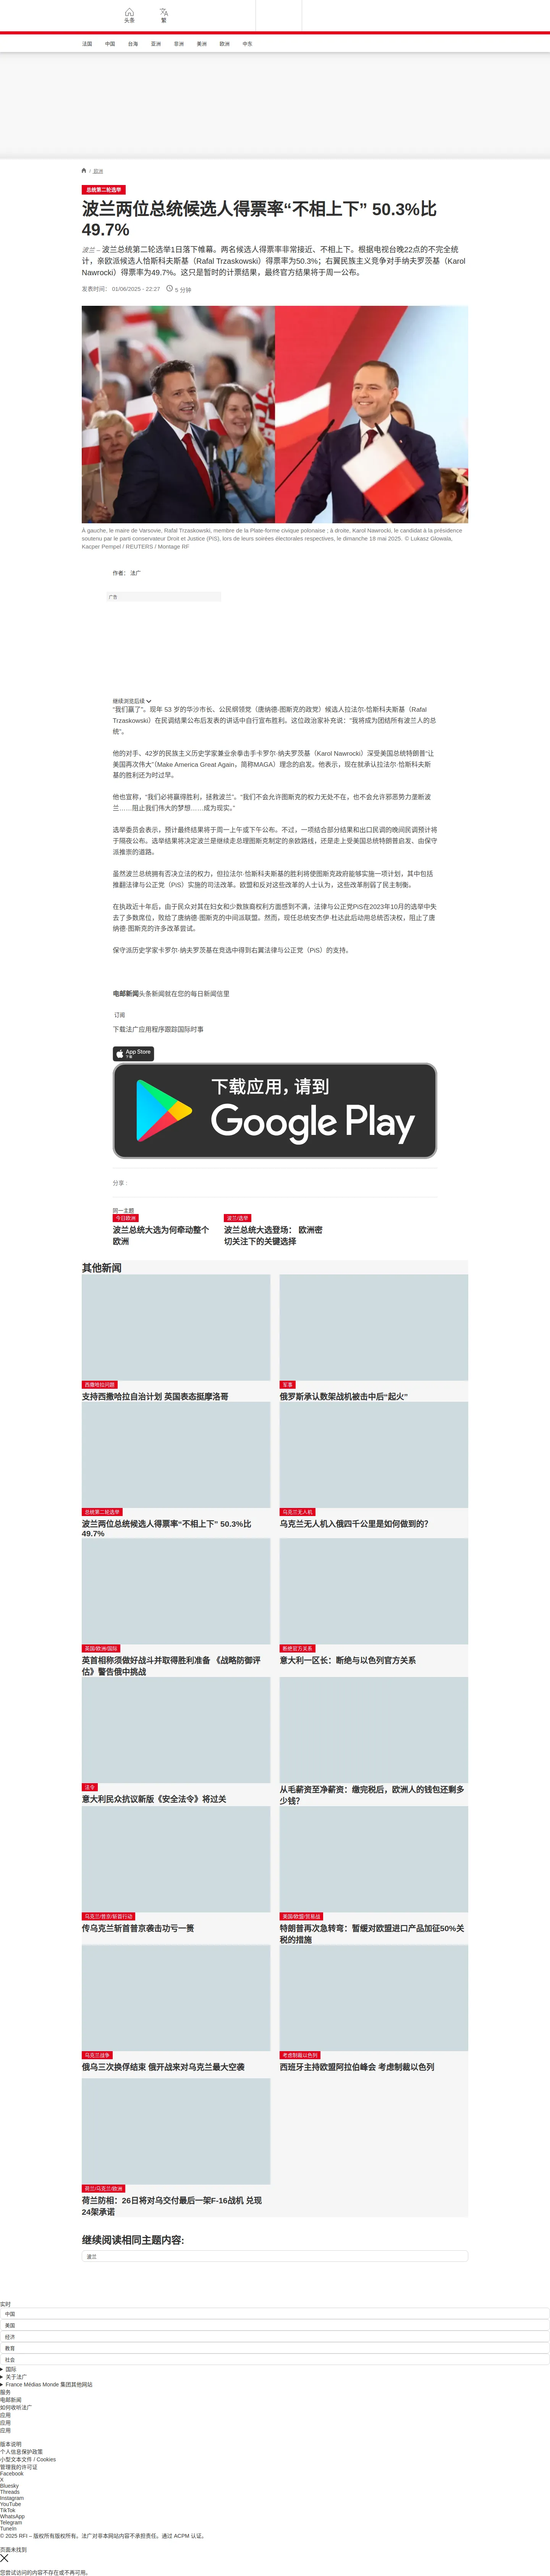 头条
繁
法国
中国
台海
亚洲
非洲
美洲
欧洲
中东
/ 欧洲
总统第二轮选举
波兰两位总统候选人得票率“不相上下” 50.3%比
49.7%
波兰 – 波兰总统第二轮选举1日落下帷幕。两名候选人得票率非常接近、不相上下。根据电视台晚22点的不完全统
计，亲欧派候选人恰斯科夫斯基（Rafal Trzaskowski）得票率为50.3%；右翼民族主义竞争对手纳夫罗茨基（Karol
Nawrocki）得票率为49.7%。这只是暂时的计票结果，最终官方结果将于周一公布。
发表时间： 01/06/2025 - 22:27
5 分钟
A gauche, le maire de Varsovie, Rafal Trzaskowski, membre de la Plate-forme civique polonaise ; à droite, Karol Nawrocki, le candidat à la présidence
soutenu par le parti conservateur Droit et Justice (PiS), lors de leurs soirées électorales respectives, le dimanche 18 mai 2025. © Lukasz Glowala,
Kacper Pempel / REUTERS / Montage RF
作者： 法广
广告
继续浏览后续
“我们赢了”。现年 53 岁的华沙市长、公民纲领党（唐纳德·图斯克的政党）候选人拉法尔·恰斯科夫斯基（Rafal
Trzaskowski）在民调结果公布后发表的讲话中自行宣布胜利。这位政治家补充说：“我将成为团结所有波兰人的总
统”。
他的对手、42岁的民族主义历史学家兼业余拳击手卡罗尔·纳夫罗茨基（Karol Nawrocki）深受美国总统特朗普“让
美国再次伟大”（Make America Great Again，简称MAGA）理念的启发。他表示，现在就承认拉法尔·恰斯科夫斯
基的胜利还为时过早。
他也宣称，“我们必将赢得胜利，拯救波兰”。“我们不会允许图斯克的权力无处不在，也不会允许邪恶势力垄断波
兰……阻止我们伟大的梦想……成为现实。”
选举委员会表示，预计最终结果将于周一上午或下午公布。不过，一项结合部分结果和出口民调的晚间民调预计将
于隔夜公布。选举结果将决定波兰是继续走总理图斯克制定的亲欧路线，还是走上受美国总统特朗普启发、由保守
派推崇的道路。
虽然波兰总统拥有否决立法的权力，但拉法尔·恰斯科夫斯基的胜利将使图斯克政府能够实施一项计划，其中包括
推翻法律与公正党（PiS）实施的司法改革。欧盟和反对这些改革的人士认为，这些改革削弱了民主制衡。
在执政近十年后，由于民众对其在妇女和少数族裔权利方面感到不满，法律与公正党PiS在2023年10月的选举中失
去了多数席位，败给了唐纳德·图斯克的中间派联盟。然而，现任总统安杰伊·杜达此后动用总统否决权，阻止了唐
纳德·图斯克的许多改革尝试。
保守派历史学家卡罗尔·纳夫罗茨基在竞选中得到右翼法律与公正党（PiS）的支持。
电邮新闻头条新闻就在您的每日新闻信里
订阅
下载法广应用程序跟踪国际时事
App Store
下载
下载应用，请到
Google Play
分享 :
同一主题
今日欧洲
波兰总统大选为何牵动整个
欧洲
波兰/选举
波兰总统大选登场： 欧洲密
切关注下的关键选择
其他新闻
西撒哈拉问题
支持西撒哈拉自治计划 英国表态挺摩洛哥
军事
俄罗斯承认数架战机被击中后“起火”
总统第二轮选举
波兰两位总统候选人得票率“不相上下” 50.3%比
49.7%
乌克兰无人机
乌克兰无人机入俄四千公里是如何做到的？
英国/欧洲/国际
英首相称须做好战斗并取得胜利准备 《战略防御评
估》警告俄中挑战
断绝官方关系
意大利一区长：断绝与以色列官方关系
法令
意大利民众抗议新版《安全法令》将过关
从毛薪资至净薪资：缴完税后，欧洲人的钱包还剩多
少钱？
乌克兰/普京/斩首行动
传乌克兰斩首普京袭击功亏一篑
美国/欧盟/贸易战
特朗普再次急转弯：暂缓对欧盟进口产品加征50%关
税的措施
乌克兰战争
俄乌三次换俘结束 俄开战来对乌克兰最大空袭
考虑制裁以色列
西班牙主持欧盟阿拉伯峰会 考虑制裁以色列
荷兰/乌克兰/欧洲
荷兰防相：26日将对乌交付最后一架F-16战机 兑现
24架承诺
继续阅读相同主题内容:
波兰
实时
中国
美国
经济
教育
社会
国际
关于法广
France Médias Monde 集团其他网站
服务
电邮新闻
如何收听法广
应用
应用
应用
版本说明
个人信息保护政策
小型文本文件 / Cookies
管理我的许可证
Facebook
X
Bluesky
Threads
Instagram
YouTube
TikTok
WhatsApp
Telegram
TuneIn
© 2025 RFI – 版权所有版权所有。法广对非本网站内容不承担责任。通过 ACPM 认证。
页面未找到
您尝试访问的内容不存在或不再可用。